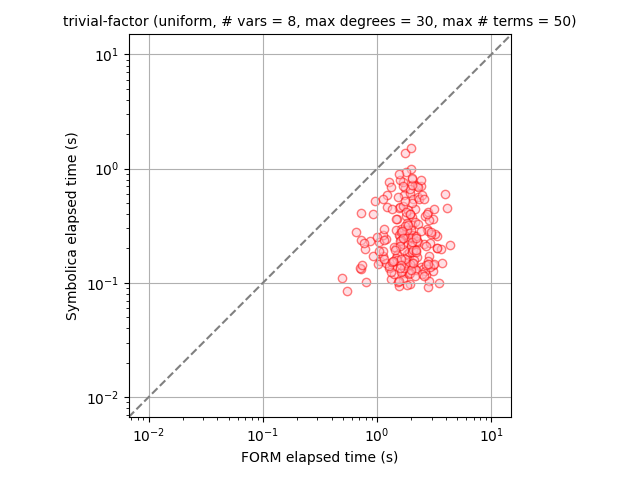 trivial-factor (uniform, # vars = 8, max degrees = 30, max # terms = 50)
10¹
10⁰
10⁻¹
10⁻²
Symbolica elapsed time (s)
10⁻² 10⁻¹ 10⁰ 10¹
FORM elapsed time (s)